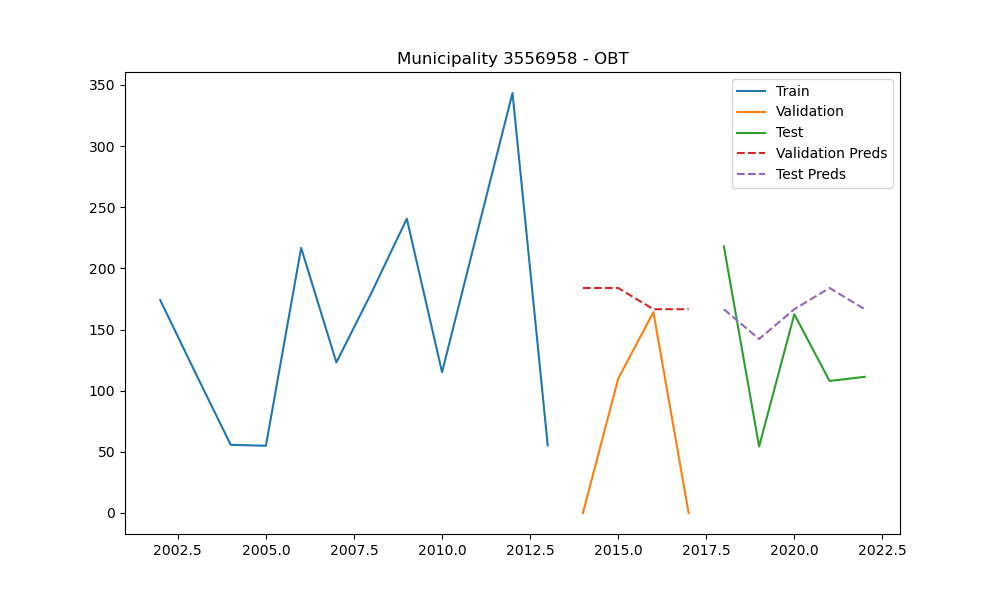 Municipality 3556958 - OBT
350
300
250
200
150
100
50
0
Train
Validation
Test
Validation Preds
Test Preds
2002.5 2005.0 2007.5 2010.0 2012.5 2015.0 2017.5 2020.0 2022.5